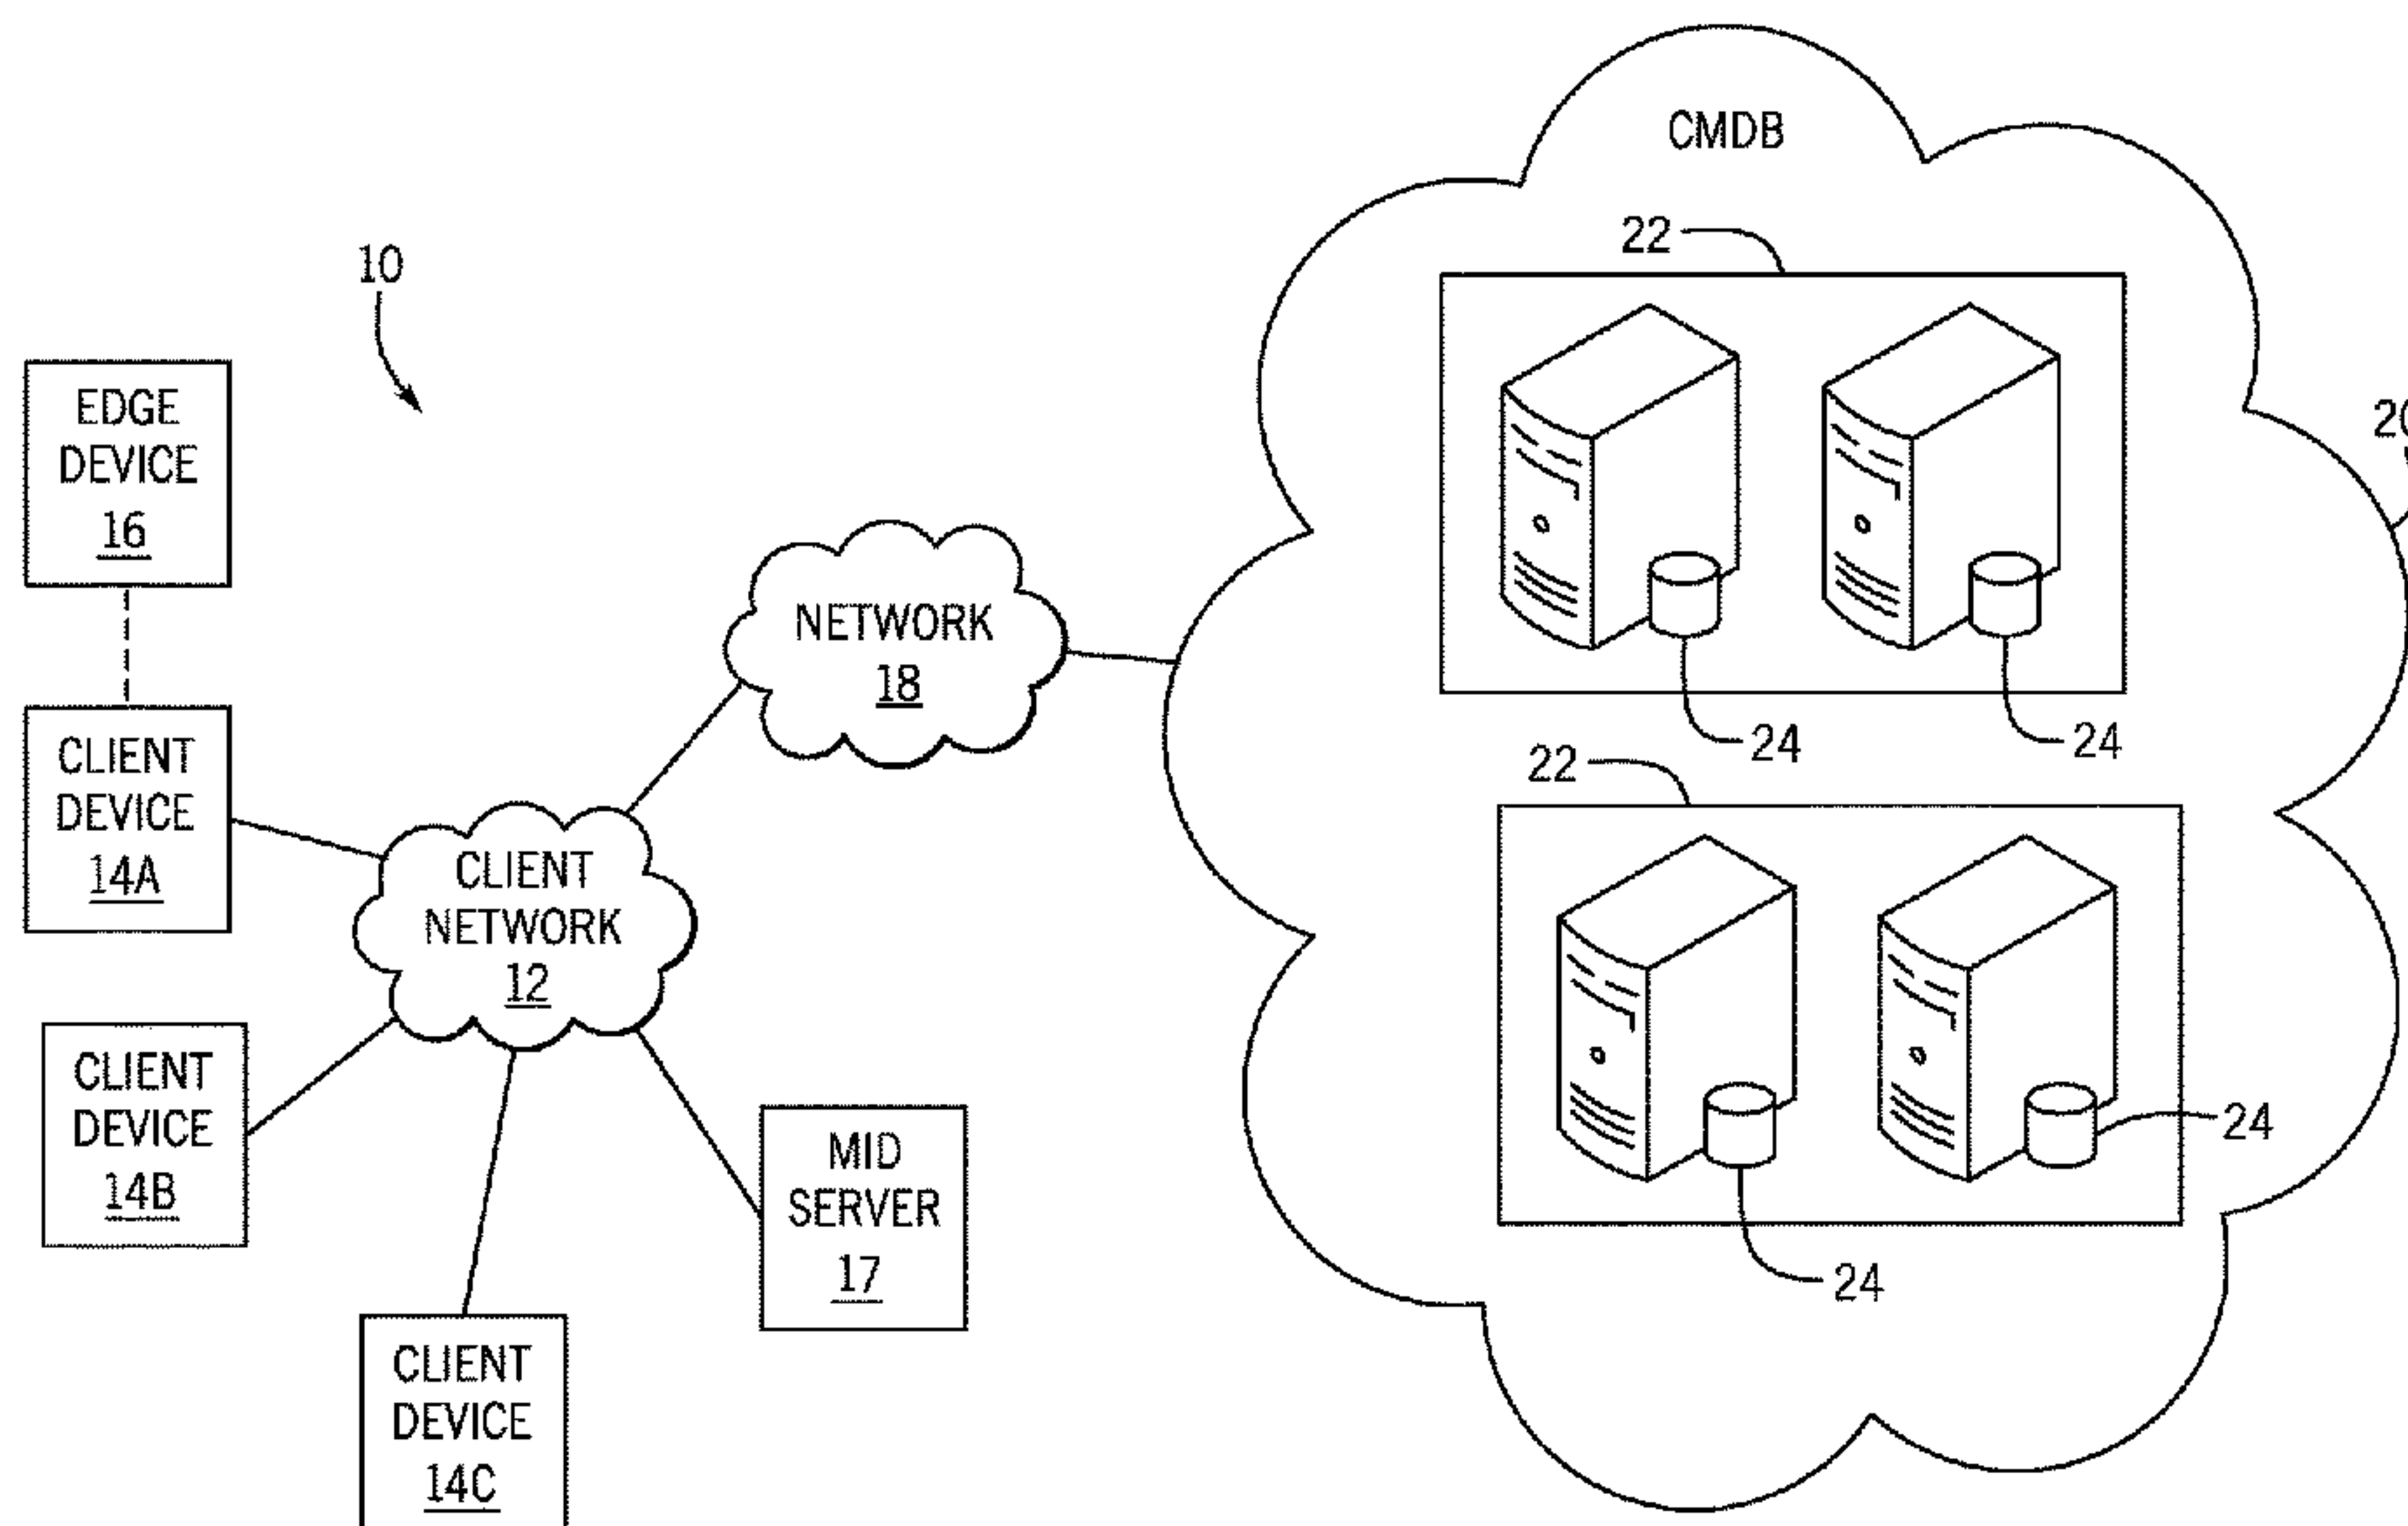 CMDB
22
10
20
EDGE
DEVICE
16
NETWORK
18
24
24
22
CLIENT
DEVICE
14A
CLIENT
NETWORK
12
CLIENT
DEVICE
14B
MID
SERVER
17
24
24
CLIENT
DEVICE
14C